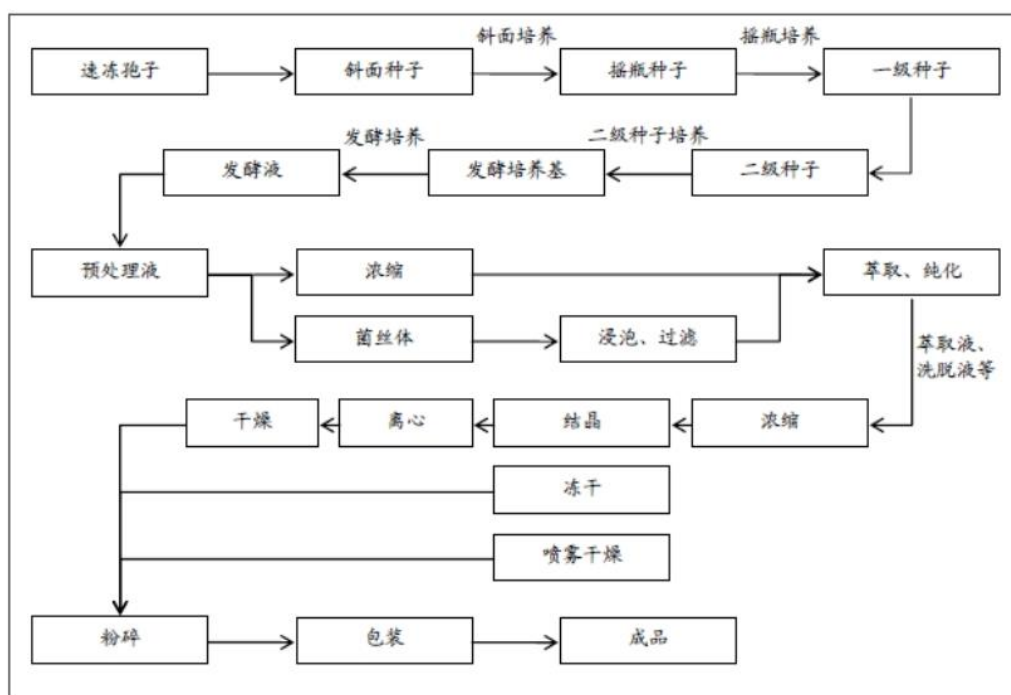 斜面培养
摇瓶培养
速冻孢子
斜面种子
摇瓶种子
一级种子
发酵培养
二级种子培养
发酵液
发酵培养基
二级种子
预处理液
浓缩
萃取、纯化
菌丝体
浸泡、过滤
萃取液、
洗脱液等
干燥
离心
结晶
浓缩
冻干
喷雾干燥
粉碎
包装
成品